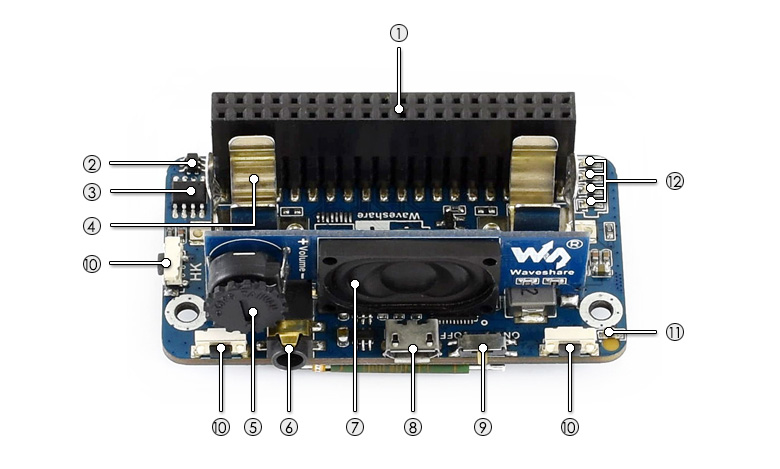 ①
②
③
④
⑩
⑫
Waveshare
+Volume-
HK
®
Waveshare
OFF
ON
⑪
⑩
⑤
⑥
⑦
⑧
⑨
⑩